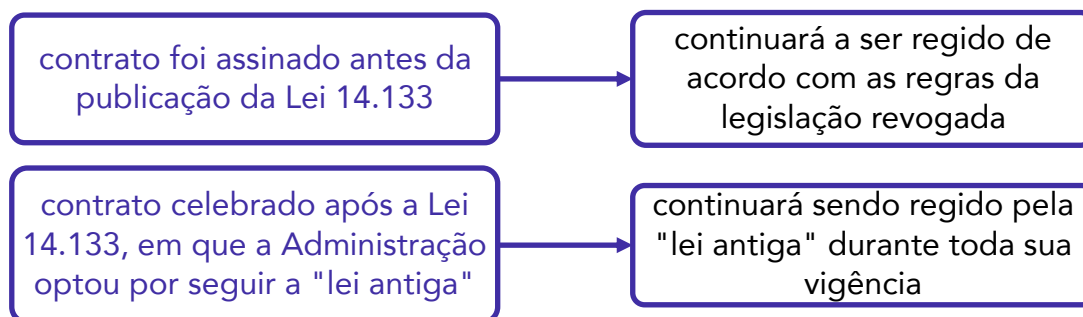 contrato foi assinado antes da
publicação da Lei 14.133
continuará a ser regido de
acordo com as regras da
legislação revogada
contrato celebrado após a Lei
14.133, em que a Administração
optou por seguir a "lei antiga"
continuará sendo regido pela
"lei antiga" durante toda sua
vigência